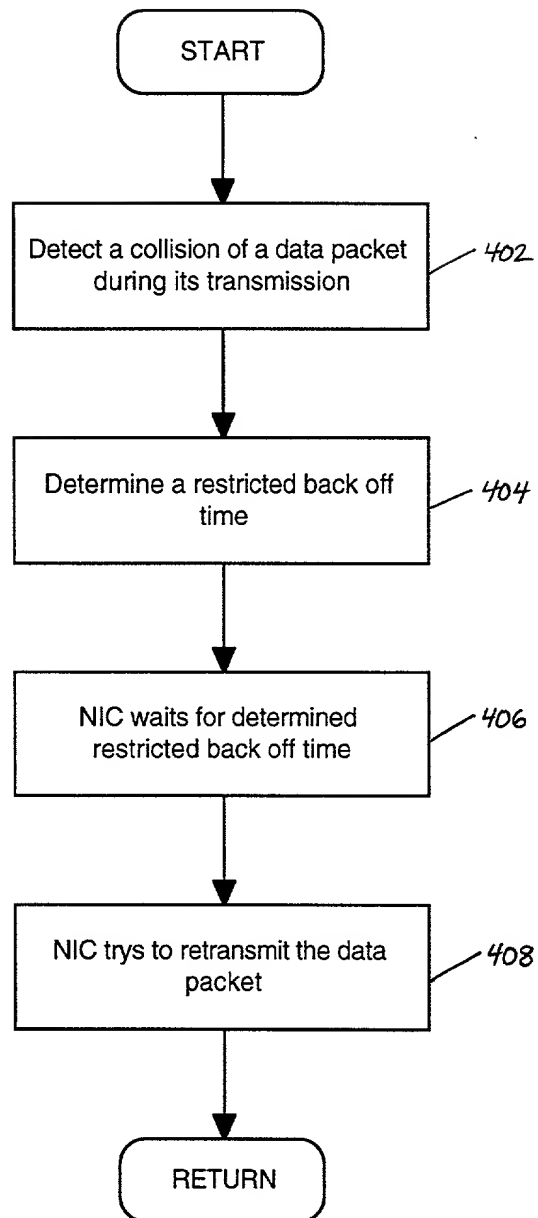 START
Detect a collision of a data packet
during its transmission
402
Determine a restricted back off
time
404
NIC waits for determined
restricted back off time
406
NIC trys to retransmit the data
packet
408
RETURN